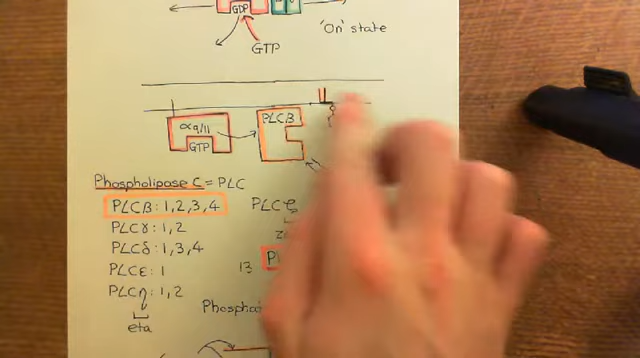 GDP
GTP
'On' state
αq/11
GTP
PLCβ
Phospholipase C = PLC
PLCβ: 1,2,3,4
PLCγ: 1,2
PLCδ: 1,3,4
PLCε: 1
PLCη: 1,2
eta
PLCζ
13